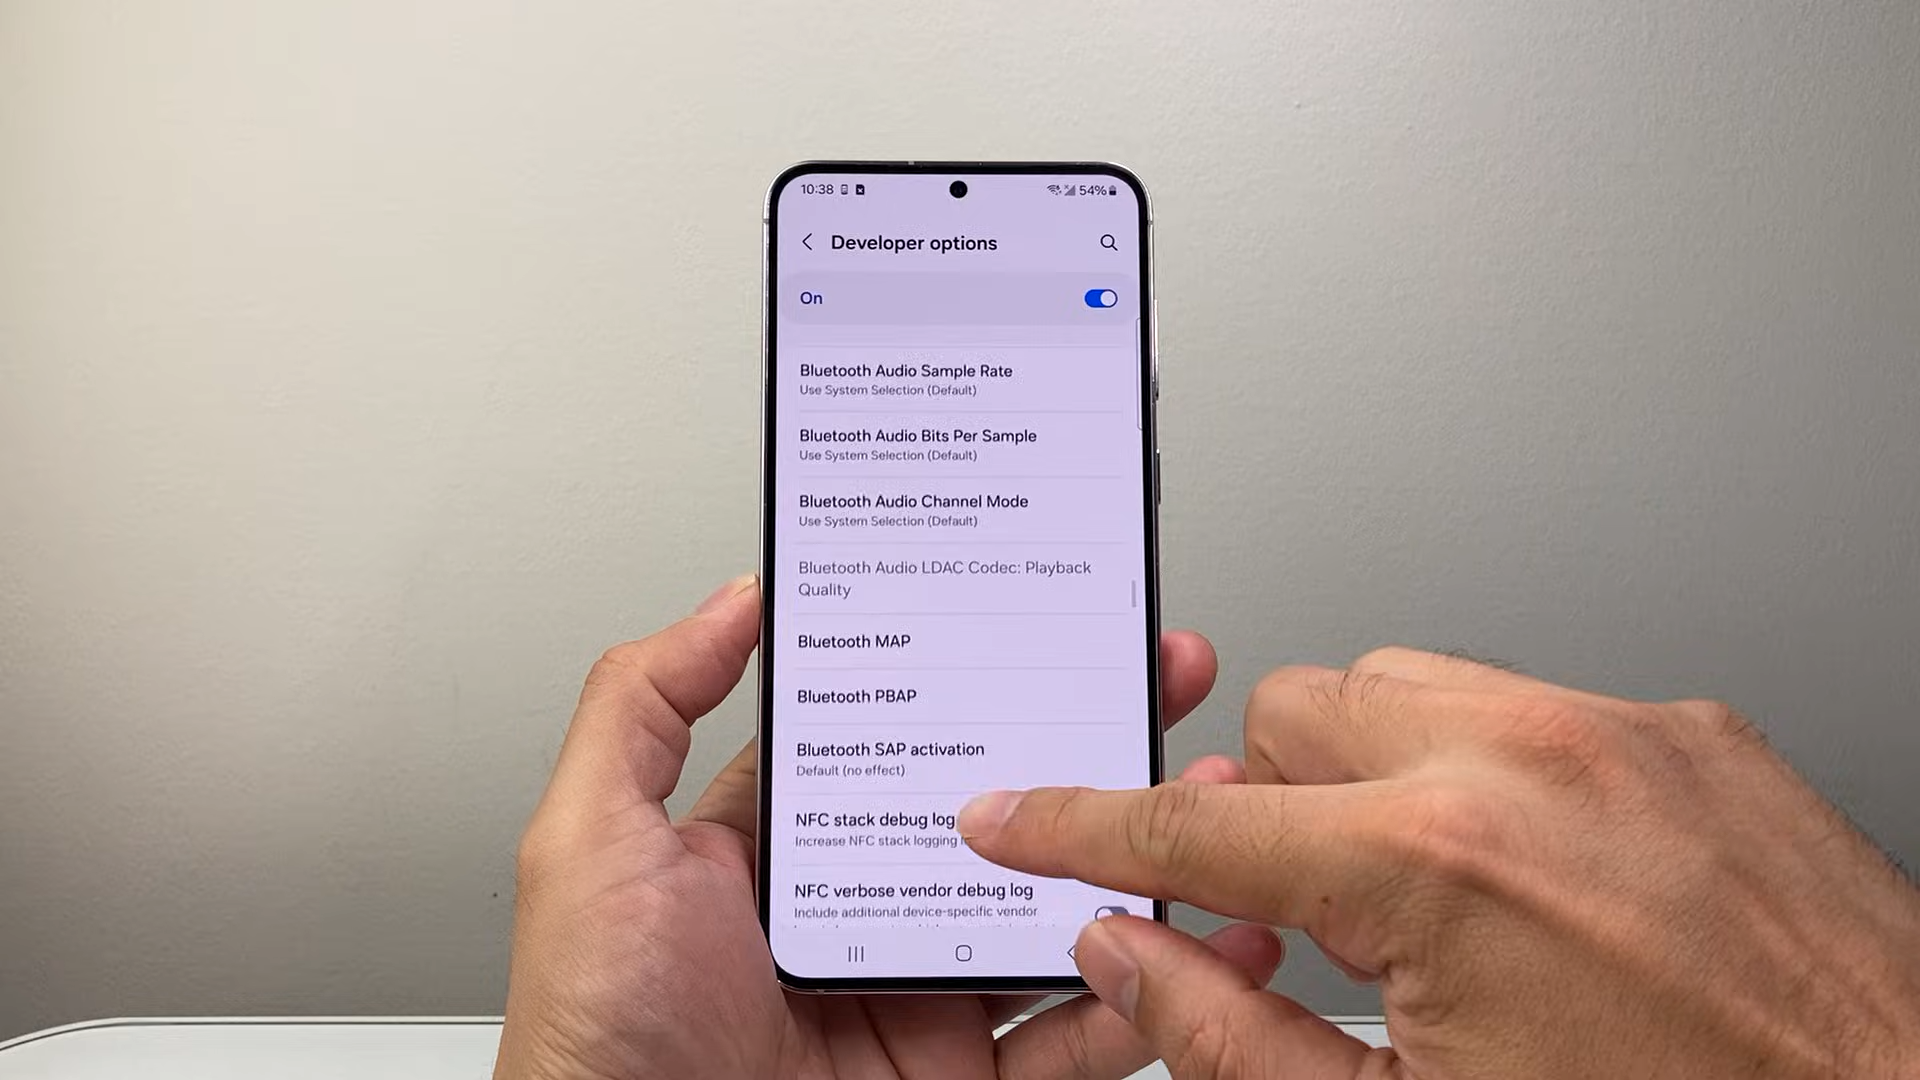 10:38
54%
Developer options
On
Bluetooth Audio Sample Rate
Use System Selection (Default)
Bluetooth Audio Bits Per Sample
Use System Selection (Default)
Bluetooth Audio Channel Mode
Use System Selection (Default)
Bluetooth Audio LDAC Codec: Playback
Quality
Bluetooth MAP
Bluetooth PBAP
Bluetooth SAP activation
Default (no effect)
NFC stack debug log
Increase NFC stack logging
NFC verbose vendor debug log
Include additional device-specific vendor